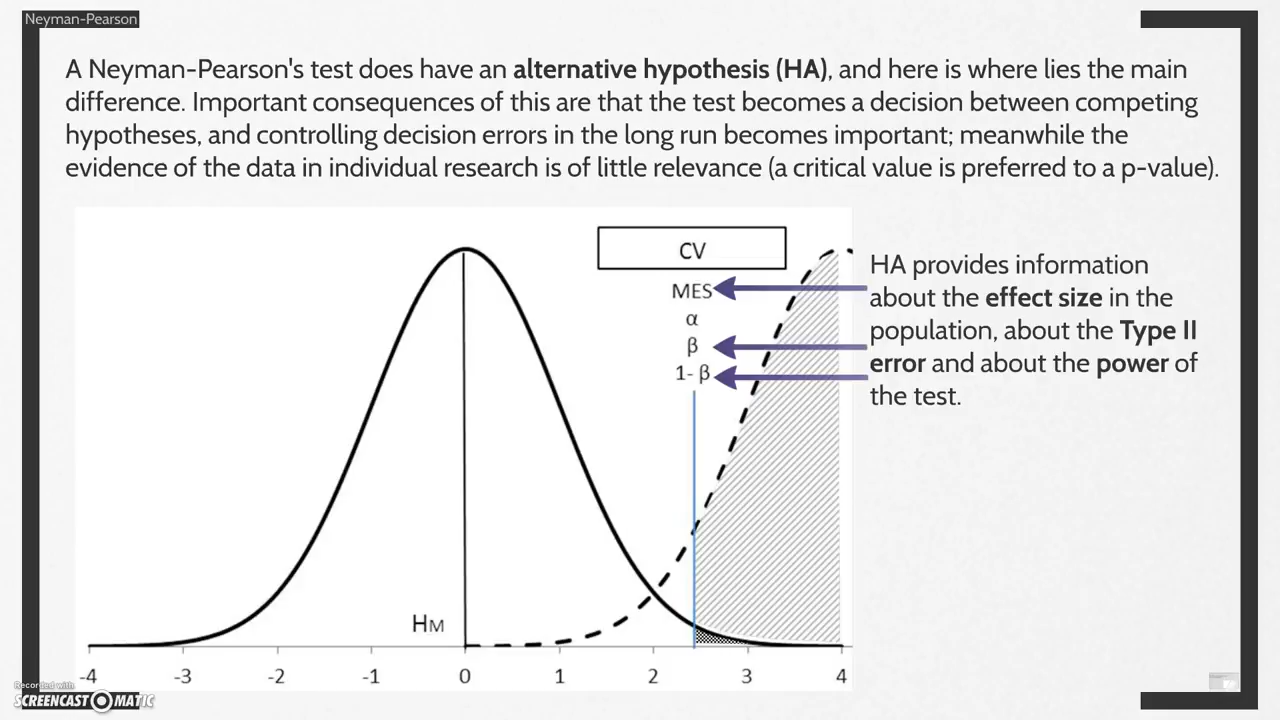 Neyman-Pearson
A Neyman-Pearson's test does have an alternative hypothesis (HA), and here is where lies the main
difference. Important consequences of this are that the test becomes a decision between competing
hypotheses, and controlling decision errors in the long run becomes important; meanwhile the
evidence of the data in individual research is of little relevance (a critical value is preferred to a p-value).
CV
MES
α
β
1- β
HA provides information
about the effect size in the
population, about the Type II
error and about the power of
the test.
HM
-4 -3 -2 -1 0 1 2 3 4
Recorded with
SCREENCAST O MATIC